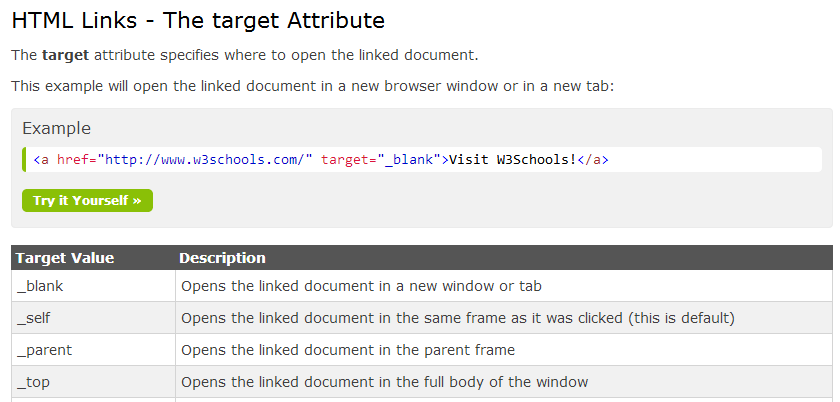 HTML Links - The target Attribute
The target attribute specifies where to open the linked document.
This example will open the linked document in a new browser window or in a new tab:
Example
<a href="http://www.w3schools.com/" target="_blank">Visit W3Schools!</a>
Try it Yourself »
Target Value Description
_blank Opens the linked document in a new window or tab
_self Opens the linked document in the same frame as it was clicked (this is default)
_parent Opens the linked document in the parent frame
_top Opens the linked document in the full body of the window